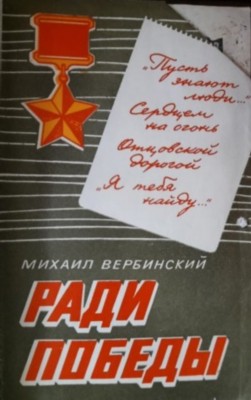 „Пусть
знают
люди..."
Сердцем
на огонь
Отцовской
дорогой
„Я тебя
найду..."
МИХАИЛ ВЕРБИНСКИЙ
РАДИ
ПОБЕДЫ